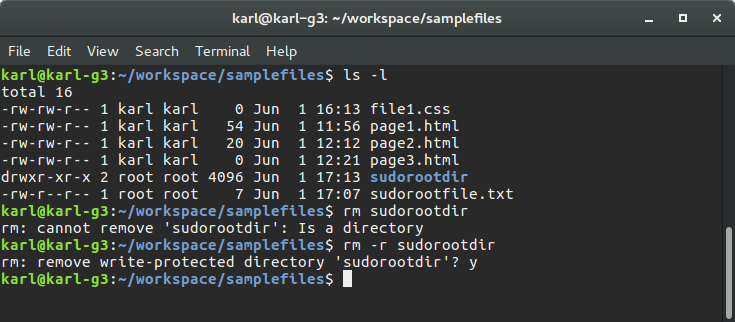 karl@karl-g3: ~/workspace/samplefiles
File Edit View Search Terminal Help
karl@karl-g3:~/workspace/samplefiles$ ls -l
total 16
-rw-rw-r-- 1 karl karl    0 Jun  1 16:13 file1.css
-rw-rw-r-- 1 karl karl   54 Jun  1 11:56 page1.html
-rw-rw-r-- 1 karl karl   20 Jun  1 12:12 page2.html
-rw-rw-r-- 1 karl karl    0 Jun  1 12:21 page3.html
drwxr-xr-x 2 root root 4096 Jun  1 17:13 sudorootdir
-rw-r--r-- 1 root root    7 Jun  1 17:07 sudorootfile.txt
karl@karl-g3:~/workspace/samplefiles$ rm sudorootdir
rm: cannot remove 'sudorootdir': Is a directory
karl@karl-g3:~/workspace/samplefiles$ rm -r sudorootdir
rm: remove write-protected directory 'sudorootdir'? y
karl@karl-g3:~/workspace/samplefiles$